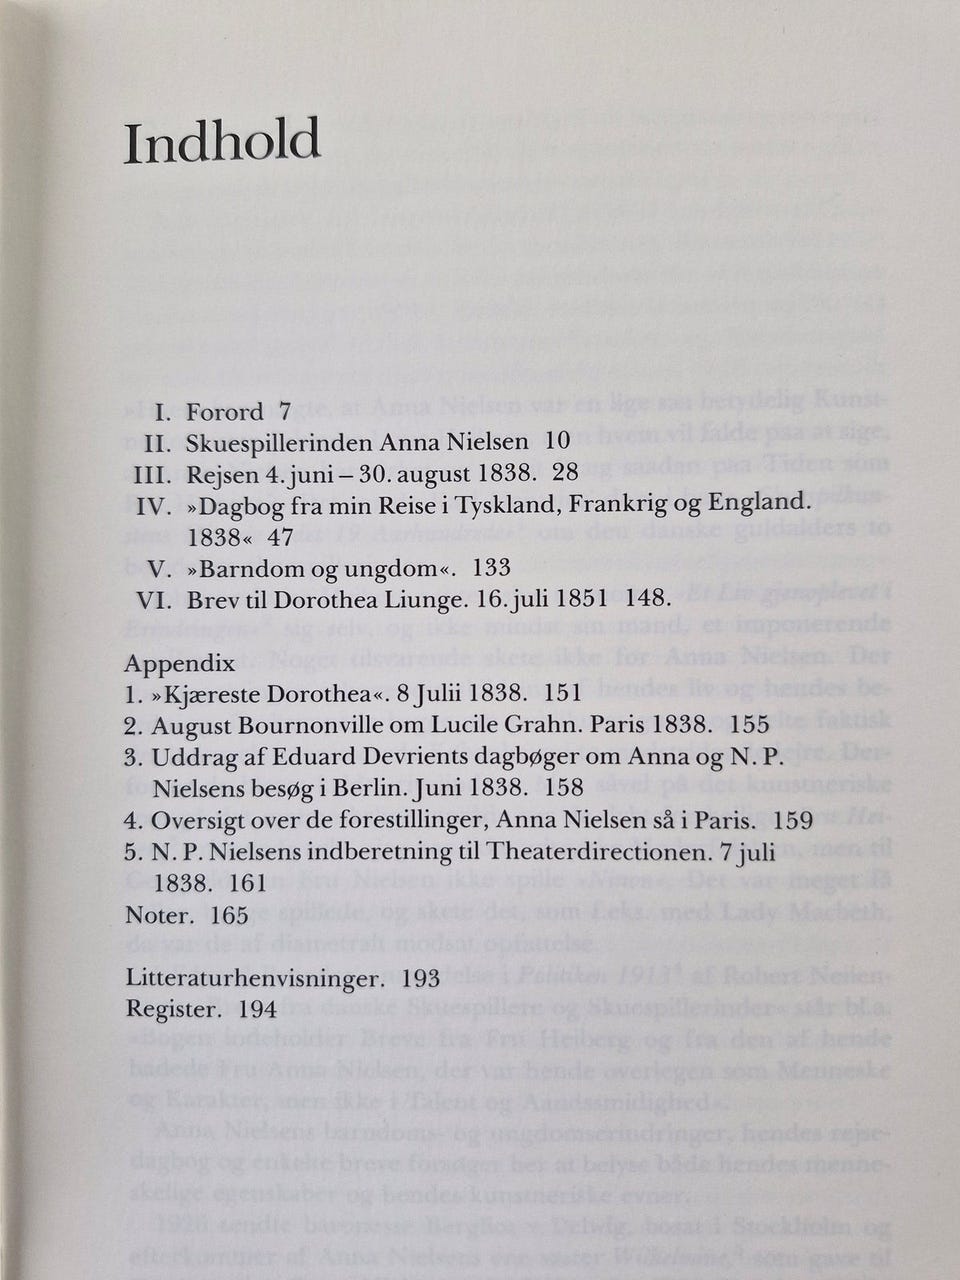 Indhold
I. Forord 7
II. Skuespillerinden Anna Nielsen 10
III. Rejsen 4. juni – 30. august 1838. 28
IV. »Dagbog fra min Reise i Tyskland, Frankrig og England.
1838« 47
V. »Barndom og ungdom«. 133
VI. Brev til Dorothea Liunge. 16. juli 1851 148.
Appendix
1. »Kjæreste Dorothea«. 8 Julii 1838. 151
2. August Bournonville om Lucile Grahn. Paris 1838. 155
3. Uddrag af Eduard Devrients dagbøger om Anna og N. P.
Nielsens besøg i Berlin. Juni 1838. 158
4. Oversigt over de forestillinger, Anna Nielsen så i Paris. 159
5. N. P. Nielsens indberetning til Theaterdirectionen. 7 juli
1838. 161
Noter. 165
Litteraturhenvisninger. 193
Register. 194